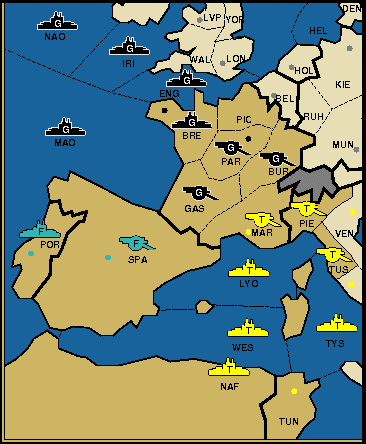 DEN
LVP YOR
G
NAO
HEL
G
IRI
WAL LON
HOL
G
ENG
KIE
BEL
G
BRE
PIC
RUH
G
MAO
G
PAR
G
BUR
MUN
G
GAS
T
MAR
T
PIE
F
POR
F
SPA
VEN
T
TUS
T
LYO
T
WES
T
TYS
T
NAF
TUN